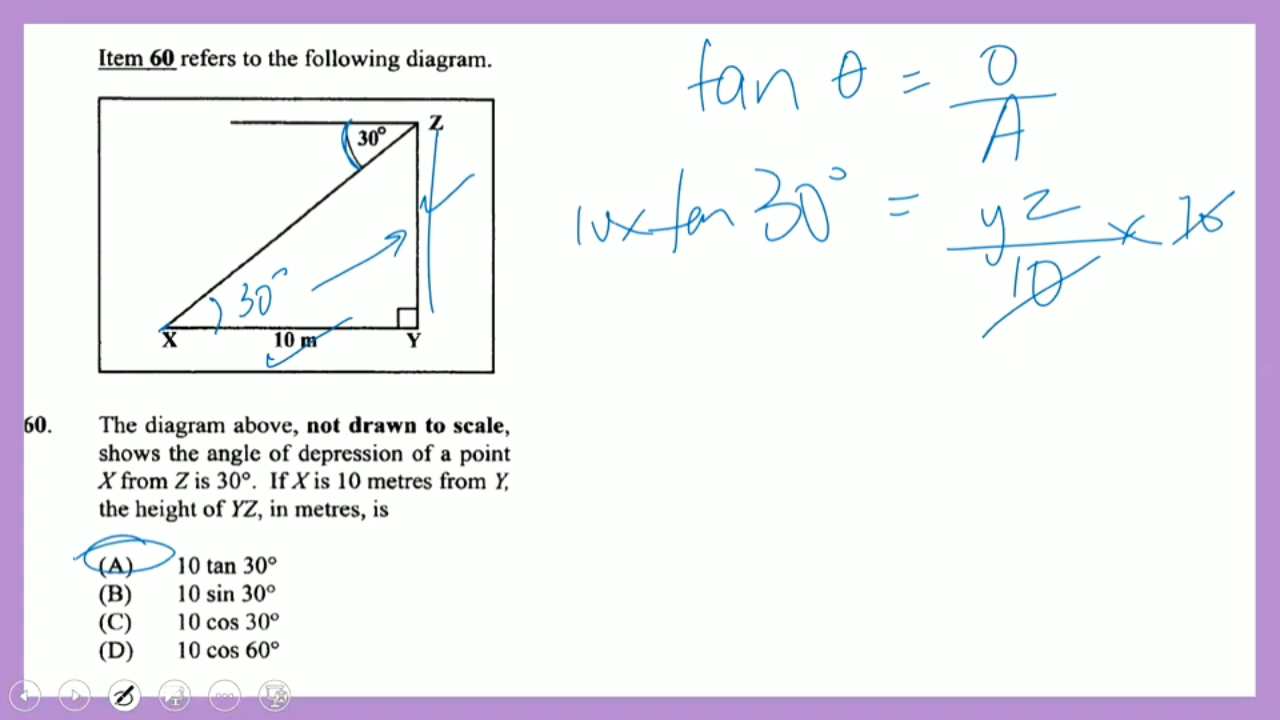 Item 60 refers to the following diagram.
30°
Z
30°
X
10 m
Y
60. The diagram above, not drawn to scale,
shows the angle of depression of a point
X from Z is 30°. If X is 10 metres from Y,
the height of YZ, in metres, is
(A) 10 tan 30°
(B) 10 sin 30°
(C) 10 cos 30°
(D) 10 cos 60°
tan θ = O
A
10x tan 30° = yz x 10
10